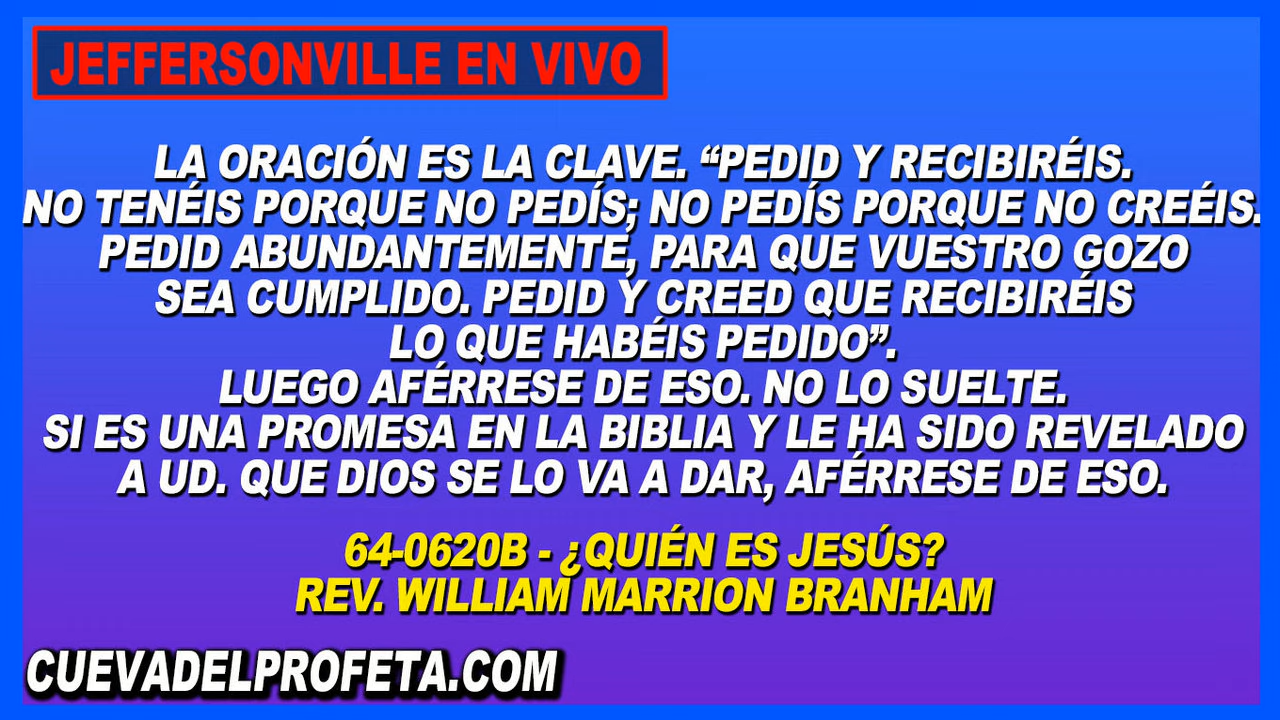 JEFFERSONVILLE EN VIVO
LA ORACIÓN ES LA CLAVE. “PEDID Y RECIBIRÉIS.
NO TENÉIS PORQUE NO PEDÍS; NO PEDÍS PORQUE NO CREÉIS.
PEDID ABUNDANTEMENTE, PARA QUE VUESTRO GOZO
SEA CUMPLIDO. PEDID Y CREED QUE RECIBIRÉIS
LO QUE HABÉIS PEDIDO”.
LUEGO AFÉRRESE DE ESO. NO LO SUELTE.
SI ES UNA PROMESA EN LA BIBLIA Y LE HA SIDO REVELADO
A UD. QUE DIOS SE LO VA A DAR, AFÉRRESE DE ESO.
64-0620B - ¿QUIÉN ES JESÚS?
REV. WILLIAM MARRION BRANHAM
CUEVADELPROFETA.COM